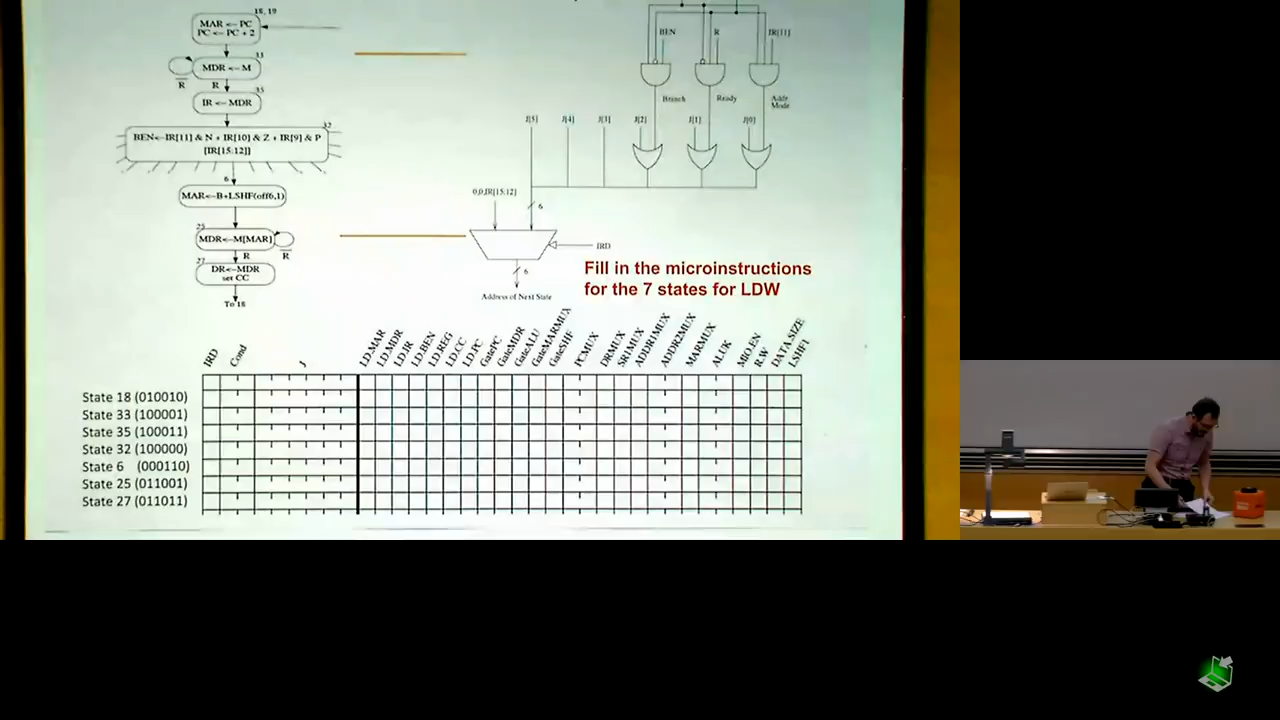 18, 19
MAR <- PC
PC <- PC + 2
33
MDR <- M
R
R
35
IR <- MDR
32
BEN<-IR[11] & N + IR[10] & Z + IR[9] & P
[IR[15:12]]
6
MAR<-B+LSHF(off6,1)
25
MDR<-M[MAR]
R
R
27
DR<-MDR
set CC
To 18
BEN
R
IR[11]
Branch
Ready
Addr
Mode
J[5]
J[4]
J[3]
J[2]
J[1]
J[0]
0,0,IR[15:12]
6
IRD
6
Address of Next State
Fill in the microinstructions
for the 7 states for LDW
IRD
Cond
J
LD.MAR
LD.MDR
LD.IR
LD.BEN
LD.REG
LD.CC
LD.PC
GatePC
GateMDR
GateALU
GateMARMUX
GateSHF
PCMUX
DRMUX
SR1MUX
ADDR1MUX
ADDR2MUX
MARMUX
ALUK
MIO.EN
R.W
DATA.SIZE
LSHF1
State 18 (010010)
State 33 (100001)
State 35 (100011)
State 32 (100000)
State 6 (000110)
State 25 (011001)
State 27 (011011)